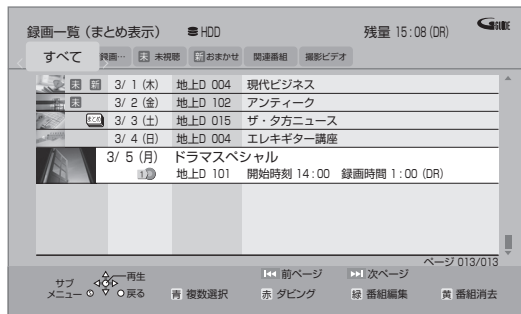 録画一覧 (まとめ表示) HDD 残量 15:08 (DR) G GUIDE
すべて 録画… 未 未視聴 新 おまかせ 関連番組 撮影ビデオ
未 新 3/ 1 (木) 地上D 004 現代ビジネス
未 3/ 2 (金) 地上D 102 アンティーク
まとめ 3/ 3 (土) 地上D 015 ザ・夕方ニュース
3/ 4 (日) 地上D 004 エレキギター講座
3/ 5 (月) ドラマスペシャル
1 地上D 101 開始時刻 14:00 録画時間 1:00 (DR)
ページ 013/013
再生
サブメニュー
戻る
青 複数選択
前ページ 次ページ
赤 ダビング 緑 番組編集 黄 番組消去